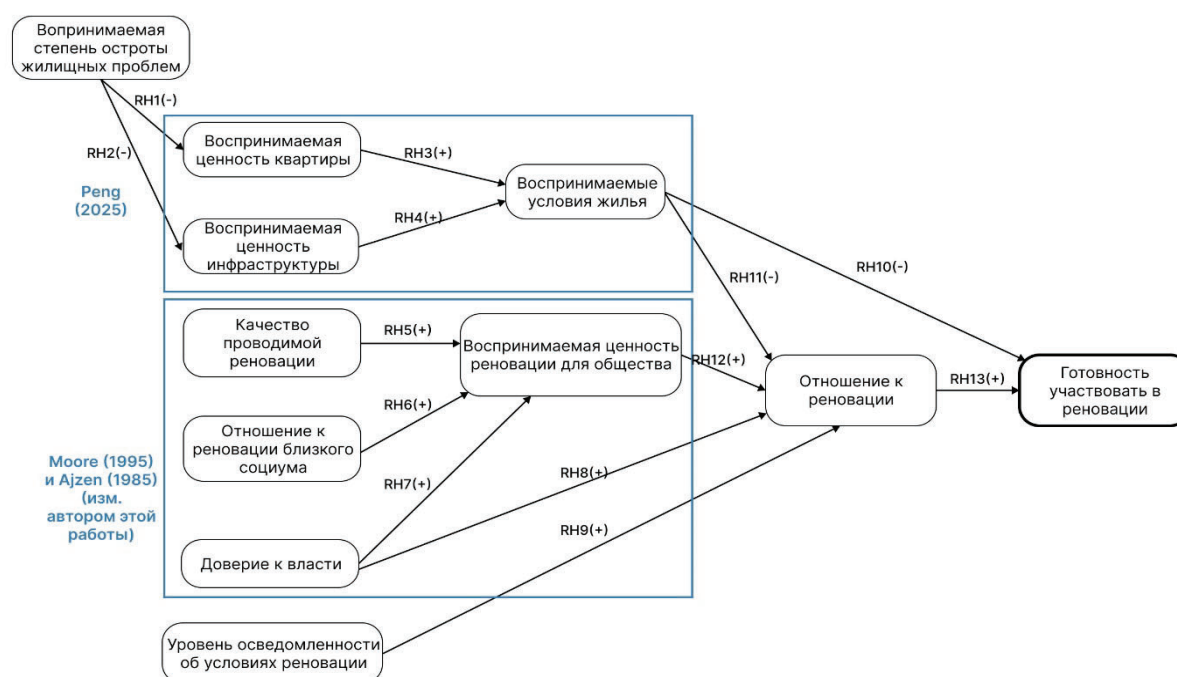 Вопринимаемая
степень остроты
жилищных проблем
RH1(-)
RH2(-)
Peng
(2025)
Воспринимаемая
ценность квартиры
RH3(+)
Воспринимаемые
условия жилья
Воспринимаемая
ценность
инфраструктуры
RH4(+)
RH10(-)
RH11(-)
Качество
проводимой
реновации
RH5(+)
Воспринимаемая ценность
реновации для общества
RH12(+)
Отношение к
реновации
RH13(+)
Готовность
участвовать в
реновации
RH6(+)
Отношение к
реновации близкого
социума
Moore (1995)
и Ajzen (1985)
(изм.
автором этой
работы)
RH7(+)
RH8(+)
RH9(+)
Доверие к власти
Уровень осведомленности
об условиях реновации